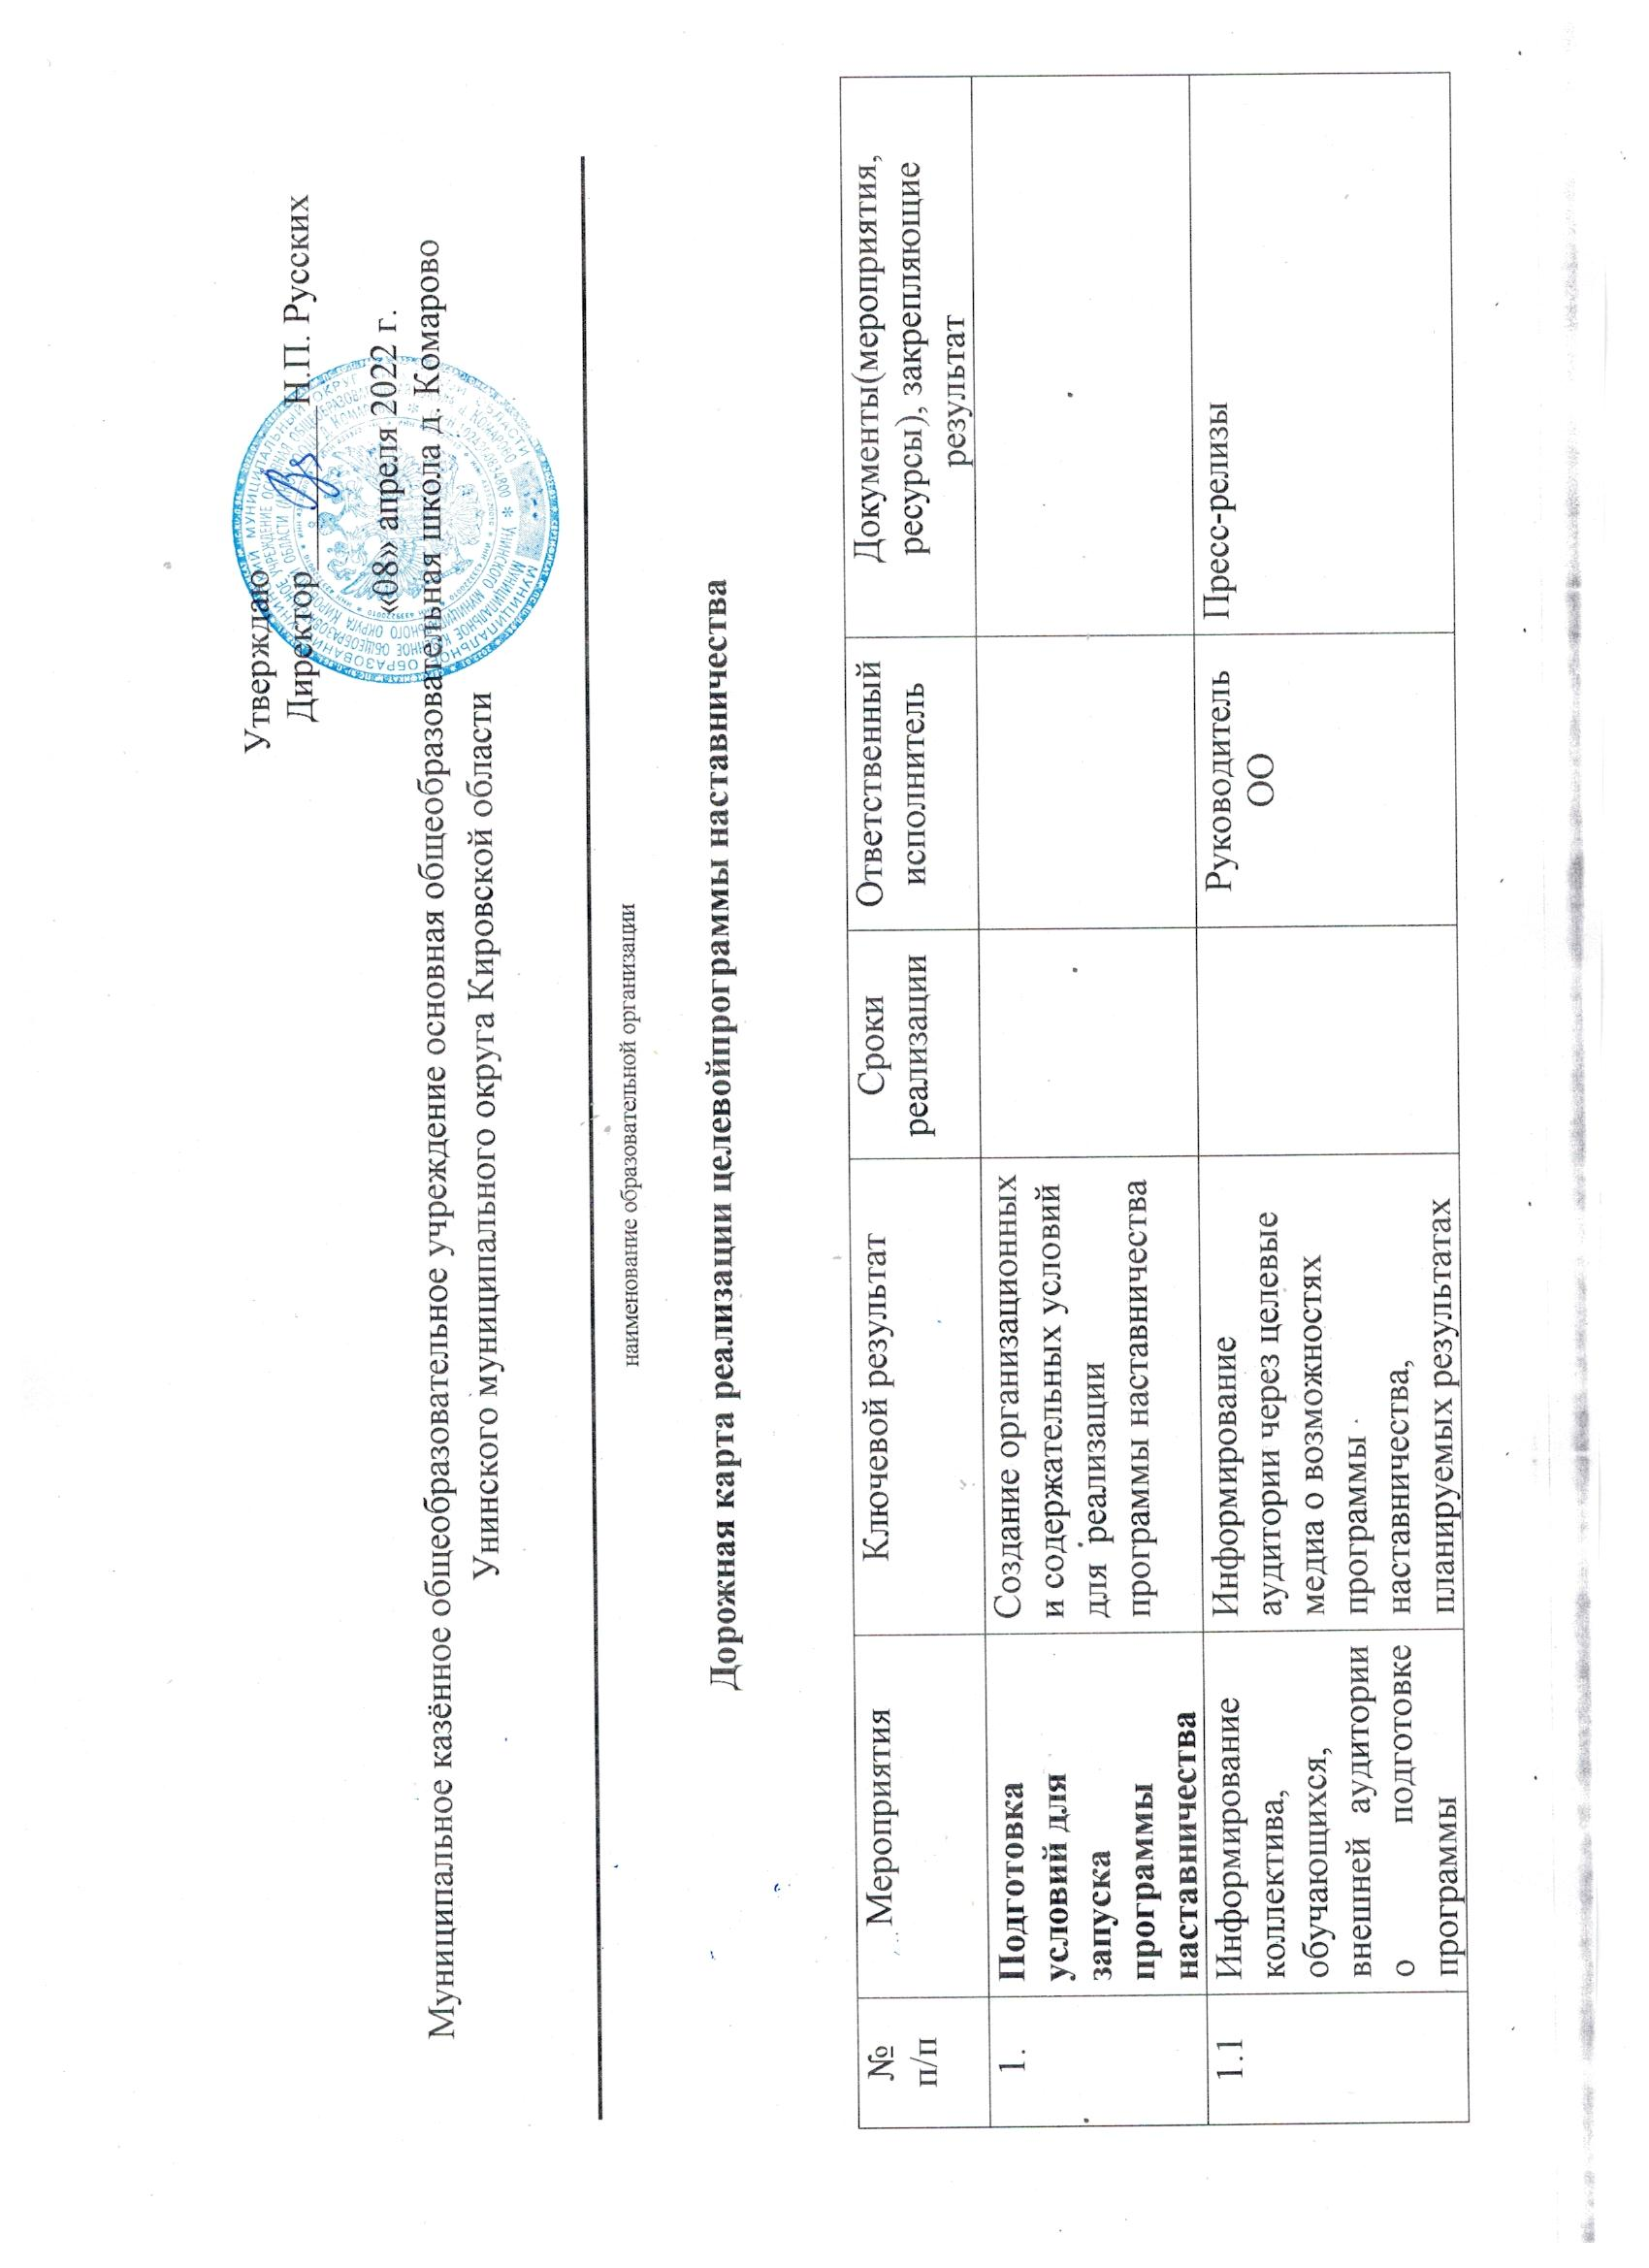 Утверждаю
Директор Н.П. Русских
«08» апреля 2022 г.
Муниципальное казённое общеобразовательное учреждение основная общеобразовательная школа д. Комарово
Унинского муниципального округа Кировской области
наименование образовательной организации
Дорожная карта реализации целевойпрограммы наставничества
№
п/п
Мероприятия
Ключевой результат
Сроки
реализации
Ответственный
исполнитель
Документы(мероприятия,
ресурсы), закрепляющие
результат
1.
Подготовка
условий для
запуска
программы
наставничества
Создание организационных
и содержательных условий
для реализации
программы наставничества
1.1
Информирование
коллектива,
обучающихся,
внешней аудитории
о подготовке
программы
Информирование
аудитории через целевые
медиа о возможностях
программы
наставничества,
планируемых результатах
Руководитель
ОО
Пресс-релизы